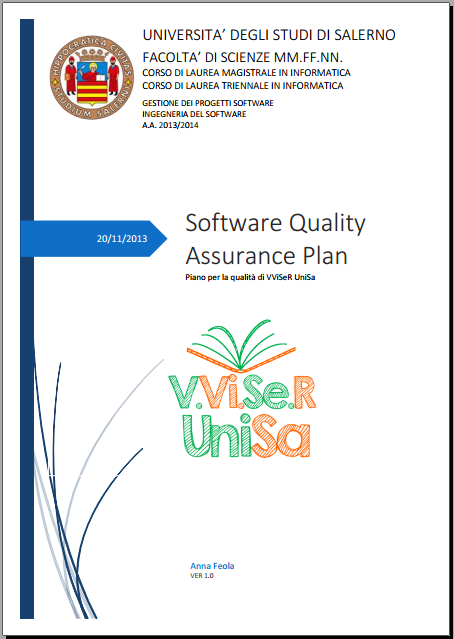 UNIVERSITA' DEGLI STUDI DI SALERNO
FACOLTA' DI SCIENZE MM.FF.NN.
CORSO DI LAUREA MAGISTRALE IN INFORMATICA
CORSO DI LAUREA TRIENNALE IN INFORMATICA
GESTIONE DEI PROGETTI SOFTWARE
INGEGNERIA DEL SOFTWARE
A.A. 2013/2014
HIPPOCRATICA CIVITAS
STUDIUM SALERNI
20/11/2013
Software Quality
Assurance Plan
Piano per la qualità di VViSeR UniSa
V.Vi.Se.R
UniSa
Anna Feola
VER 1.0